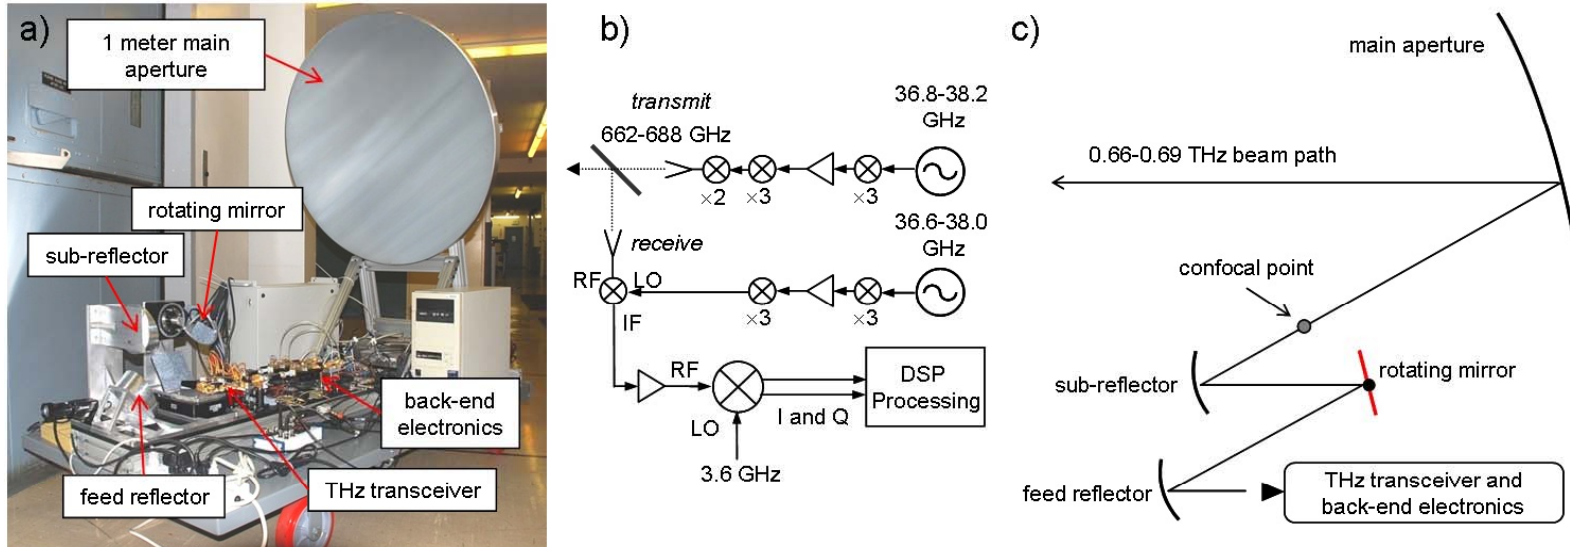 a)
1 meter main
aperture
rotating mirror
sub-reflector
back-end
electronics
feed reflector
THz transceiver
b)
transmit
662-688 GHz
36.8-38.2
GHz
×2
×3
×3
receive
36.6-38.0
GHz
RF
LO
×3
×3
IF
RF
LO
I and Q
DSP
Processing
3.6 GHz
c)
main aperture
0.66-0.69 THz beam path
confocal point
sub-reflector
rotating mirror
feed reflector
THz transceiver and
back-end electronics